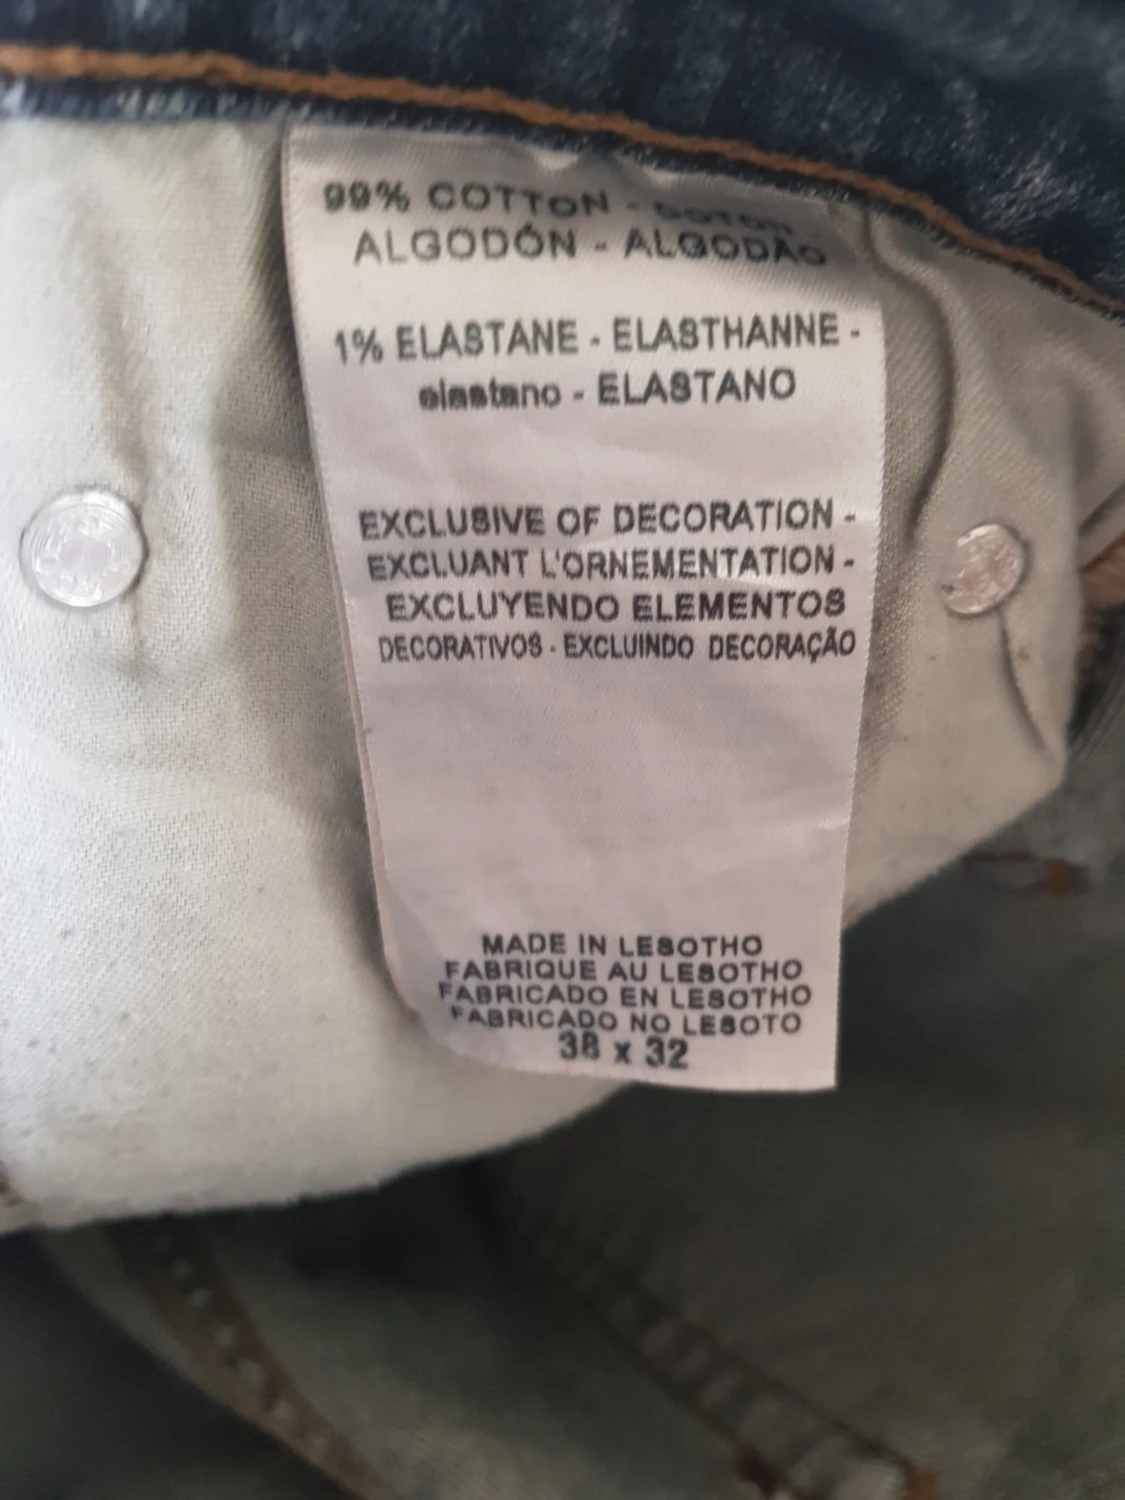 99% COTTON - COTON
ALGODÓN - ALGODÃO
1% ELASTANE - ELASTHANNE -
elastano - ELASTANO
EXCLUSIVE OF DECORATION -
EXCLUANT L'ORNEMENTATION -
EXCLUYENDO ELEMENTOS
DECORATIVOS - EXCLUINDO DECORAÇÃO
MADE IN LESOTHO
FABRIQUE AU LESOTHO
FABRICADO EN LESOTHO
FABRICADO NO LESOTO
38 x 32